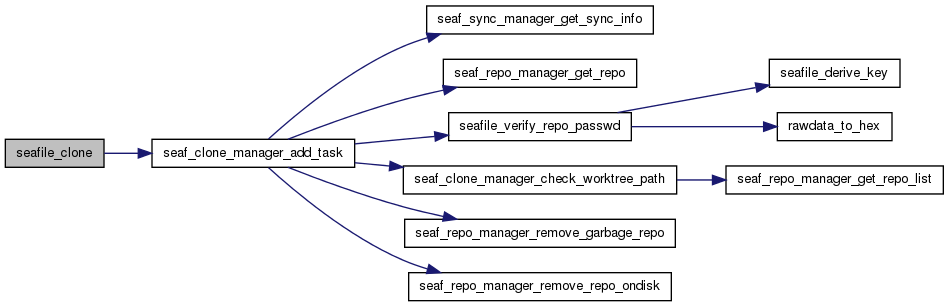 seafile_clone
seaf_clone_manager_add_task
seaf_sync_manager_get_sync_info
seaf_repo_manager_get_repo
seafile_verify_repo_passwd
seafile_derive_key
rawdata_to_hex
seaf_clone_manager_check_worktree_path
seaf_repo_manager_get_repo_list
seaf_repo_manager_remove_garbage_repo
seaf_repo_manager_remove_repo_ondisk